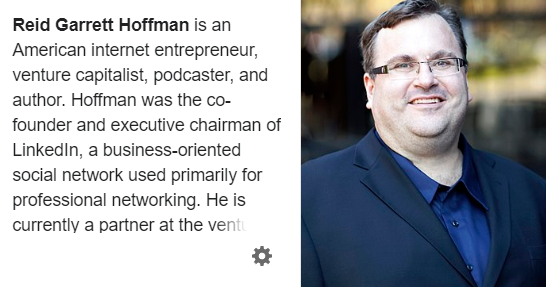 Reid Garrett Hoffman is an
American internet entrepreneur,
venture capitalist, podcaster, and
author. Hoffman was the co-
founder and executive chairman of
LinkedIn, a business-oriented
social network used primarily for
professional networking. He is
currently a partner at the